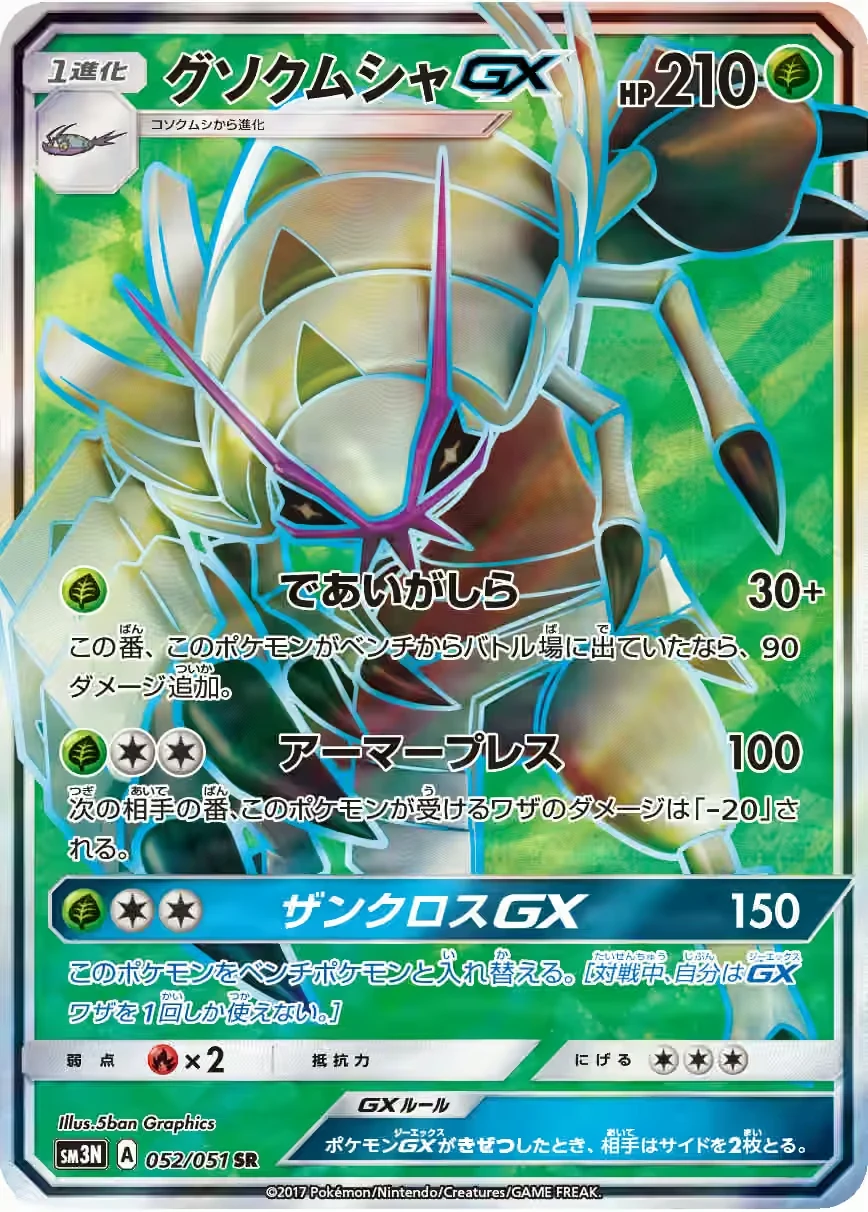 1進化 グソクムシャGX HP210
コソクムシから進化
であいがしら 30+
この番、このポケモンがベンチからバトル場に出ていたなら、90
ダメージ追加。
アーマープレス 100
次の相手の番、このポケモンが受けるワザのダメージは「-20」さ
れる。
ザンクロスGX 150
このポケモンをベンチポケモンと入れ替える。[対戦中、自分はGX
ワザを1回しか使えない。]
弱点 ×2 抵抗力 にげる
GXルール
ポケモンGXがきぜつしたとき、相手はサイドを2枚とる。
Illus.5ban Graphics
SM3N A 052/051 SR
©2017 Pokémon/Nintendo/Creatures/GAME FREAK.